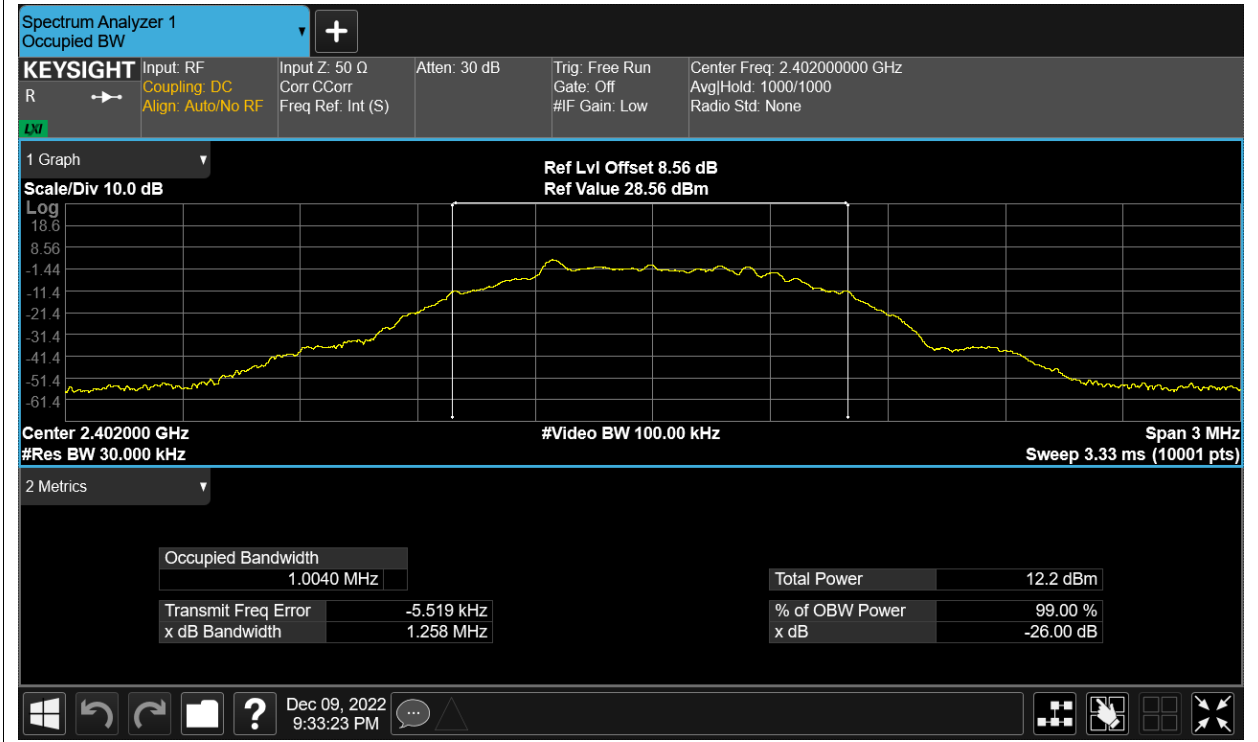 Spectrum Analyzer 1
Occupied BW
KEYSIGHT
R
LXI
Input: RF
Coupling: DC
Align: Auto/No RF
Input Z: 50 Ω
Corr CCorr
Freq Ref: Int (S)
Atten: 30 dB
Trig: Free Run
Gate: Off
#IF Gain: Low
Center Freq: 2.402000000 GHz
Avg|Hold: 1000/1000
Radio Std: None
1 Graph
Scale/Div 10.0 dB
Ref Lvl Offset 8.56 dB
Ref Value 28.56 dBm
Log
18.6
8.56
-1.44
-11.4
-21.4
-31.4
-41.4
-51.4
-61.4
Center 2.402000 GHz
#Video BW 100.00 kHz
Span 3 MHz
#Res BW 30.000 kHz
Sweep 3.33 ms (10001 pts)
2 Metrics
Occupied Bandwidth
1.0040 MHz
Total Power 12.2 dBm
Transmit Freq Error -5.519 kHz
% of OBW Power 99.00 %
x dB Bandwidth 1.258 MHz
x dB -26.00 dB
?
Dec 09, 2022
9:33:23 PM